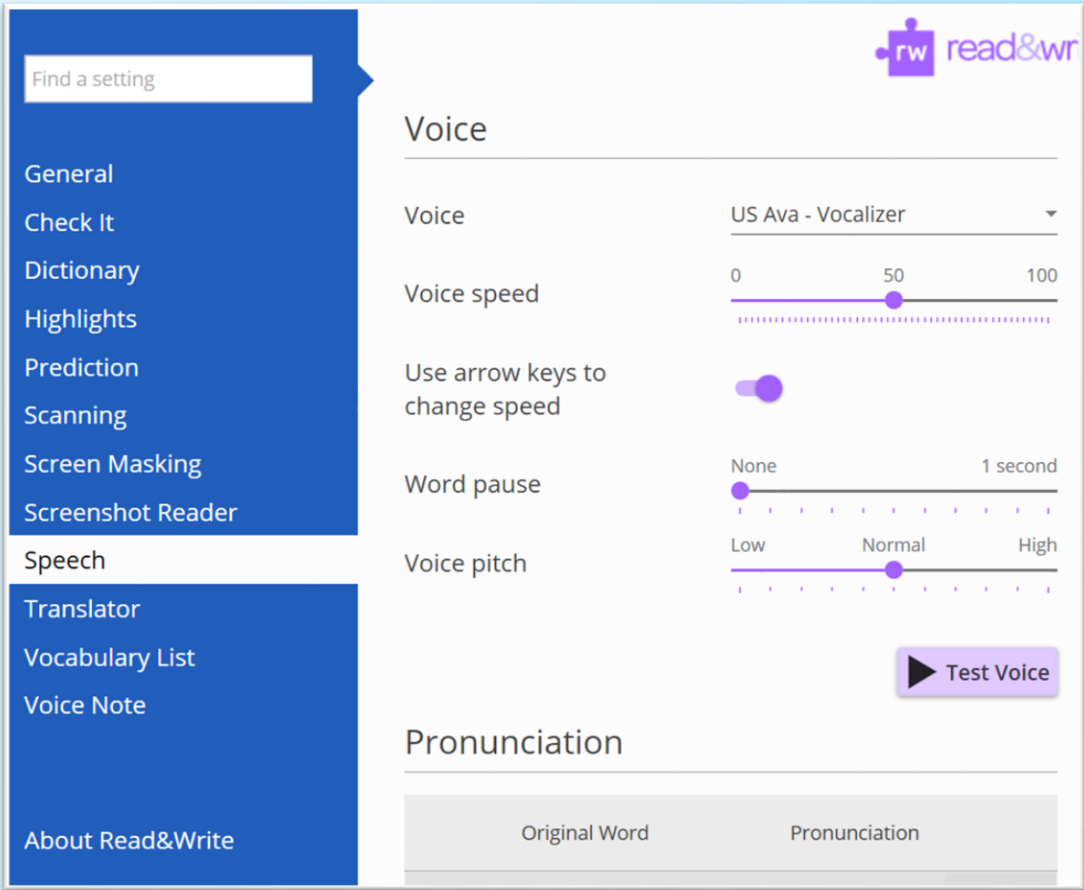 Find a setting
General
Check It
Dictionary
Highlights
Prediction
Scanning
Screen Masking
Screenshot Reader
Speech
Translator
Vocabulary List
Voice Note
About Read&Write
rw read&wri
Voice
Voice US Ava - Vocalizer
0 50 100
Voice speed
Use arrow keys to
change speed
None 1 second
Word pause
Low Normal High
Voice pitch
Test Voice
Pronunciation
Original Word Pronunciation